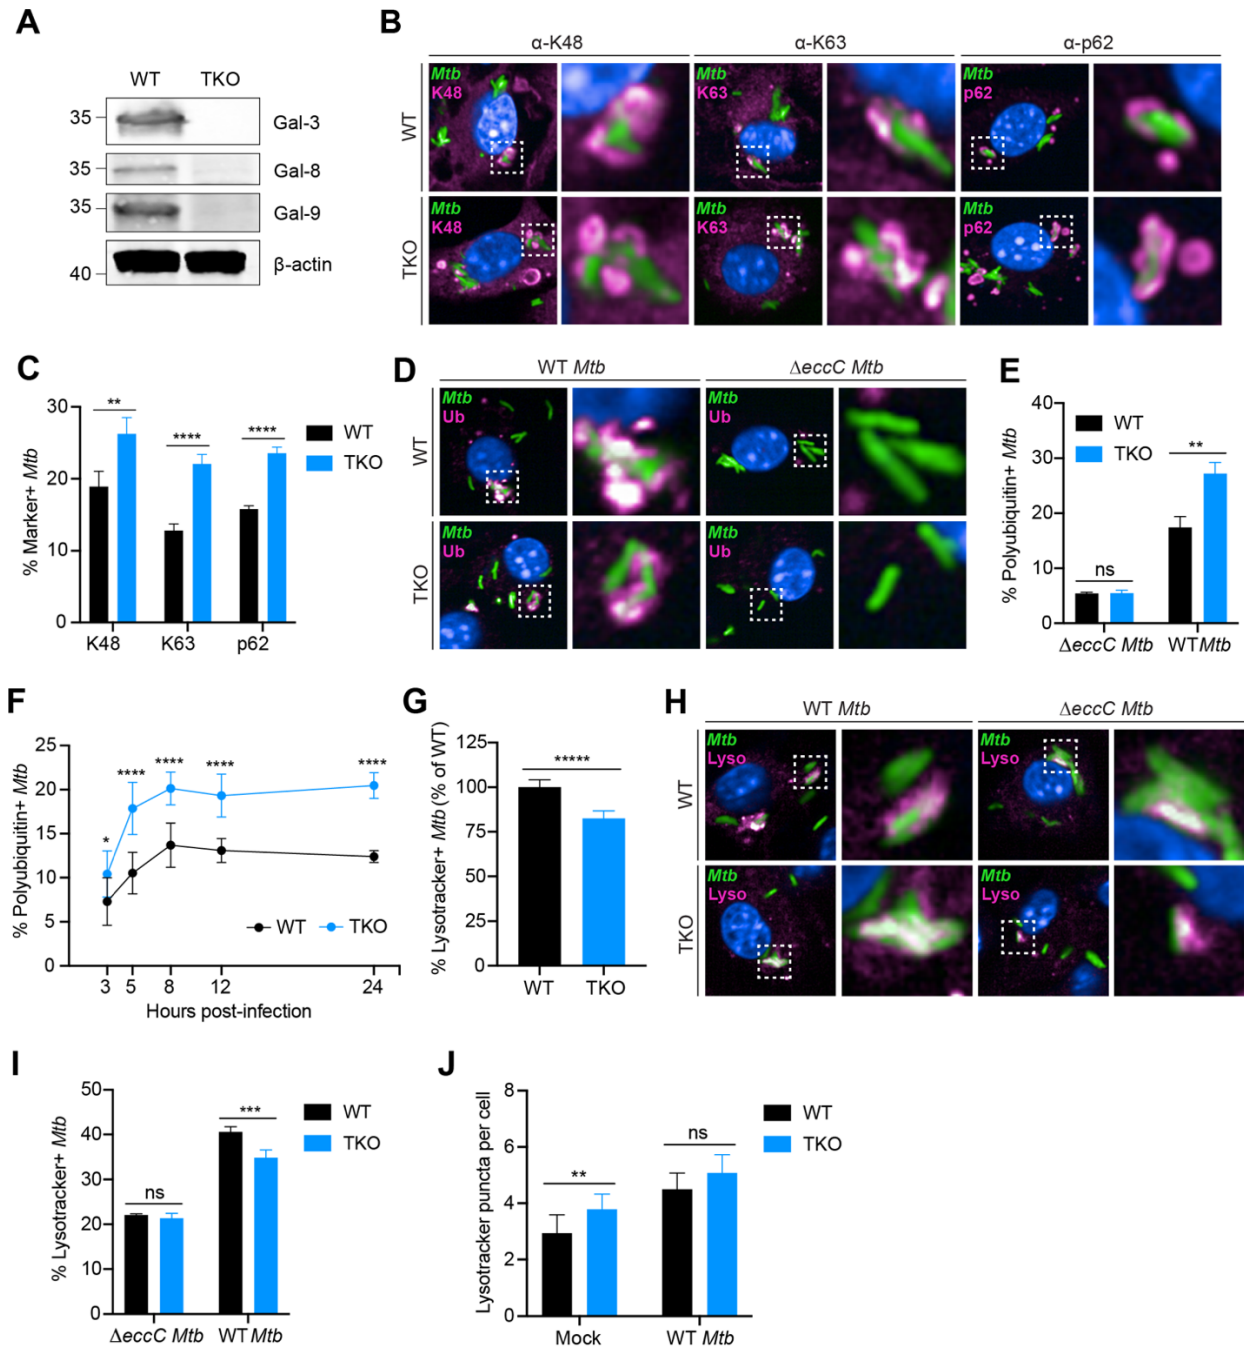 A
WT TKO
35
Gal-3
35
Gal-8
35
Gal-9
40
β-actin
B
α-K48 α-K63 α-p62
WT
Mtb
K48
Mtb
K63
Mtb
p62
TKO
Mtb
K48
Mtb
K63
Mtb
p62
C
% Marker+ Mtb
30
20
10
0
**
****
****
WT
TKO
K48 K63 p62
D
WT Mtb ΔeccC Mtb
WT
Mtb
Ub
Mtb
Ub
TKO
Mtb
Ub
Mtb
Ub
E
% Polyubiquitin+ Mtb
40
30
20
10
0
WT
TKO
ns
**
ΔeccC Mtb WT Mtb
F
% Polyubiquitin+ Mtb
25
20
15
10
5
0
*
****
****
****
****
WT TKO
3 5 8 12 24
Hours post-infection
G
% Lysotracker+ Mtb (% of WT)
125
100
75
50
25
0
*****
WT TKO
H
WT Mtb ΔeccC Mtb
WT
Mtb
Lyso
Mtb
Lyso
TKO
Mtb
Lyso
Mtb
Lyso
I
% Lysotracker+ Mtb
50
40
30
20
10
0
ns
***
WT
TKO
ΔeccC Mtb WT Mtb
J
Lysotracker puncta per cell
8
6
4
2
0
**
ns
WT
TKO
Mock WT Mtb